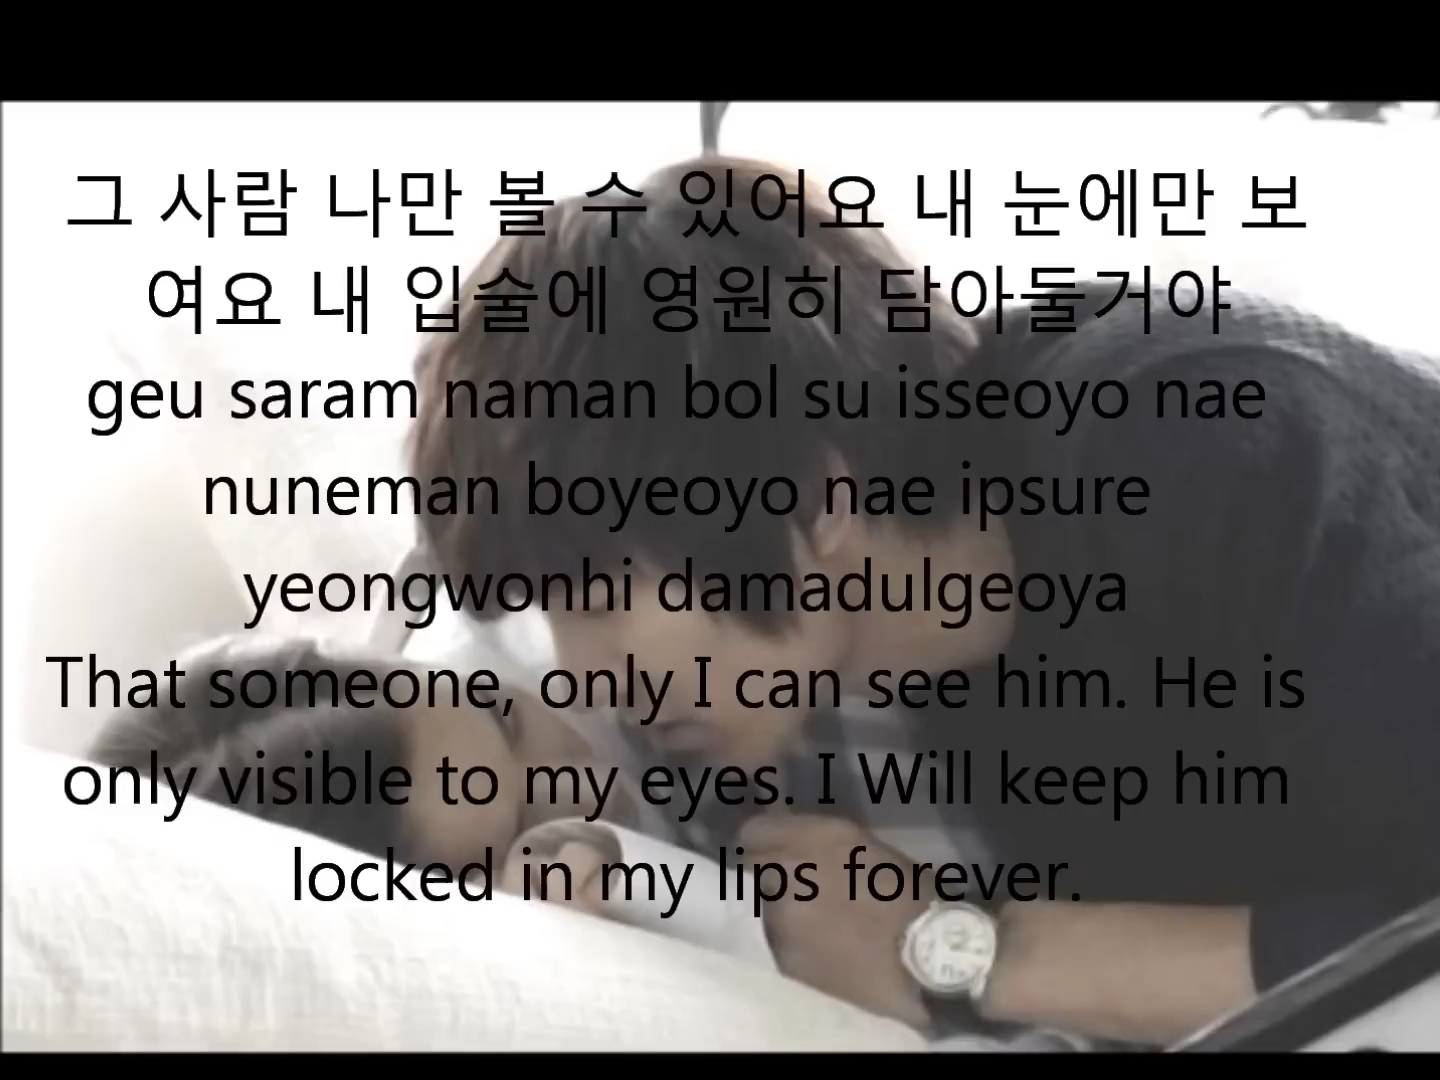 그 사람 나만 볼 수 있어요 내 눈에만 보
여요 내 입술에 영원히 담아둘거야
geu saram naman bol su isseoyo nae
nuneman boyeoyo nae ipsure
yeongwonhi damadulgeoya
That someone, only I can see him. He is
only visible to my eyes. I Will keep him
locked in my lips forever.